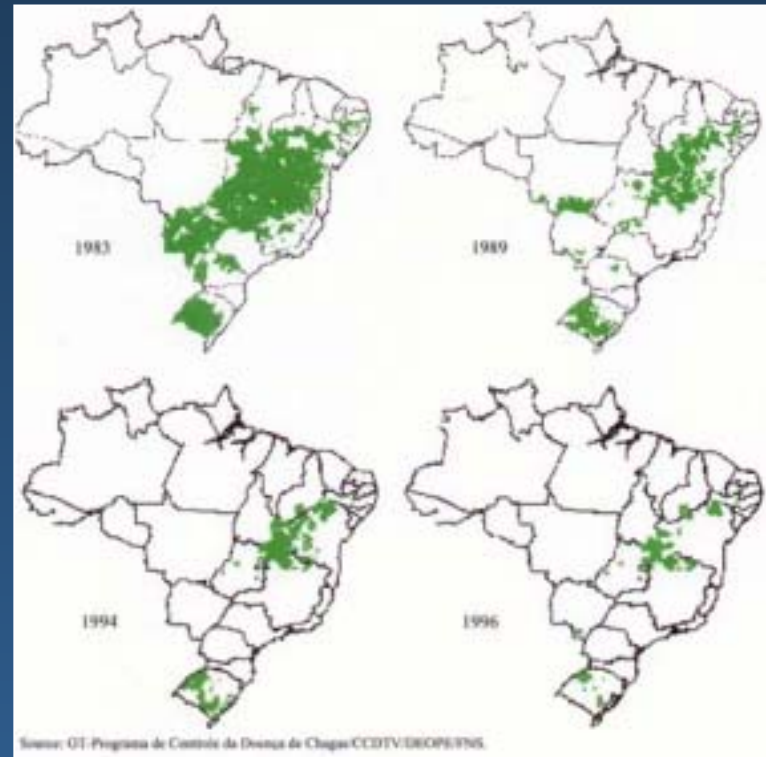 1983
1989
1994
1996
Source: GT-Programa de Controle da Doença de Chagas/CCDTV/DEOPE/FNS.